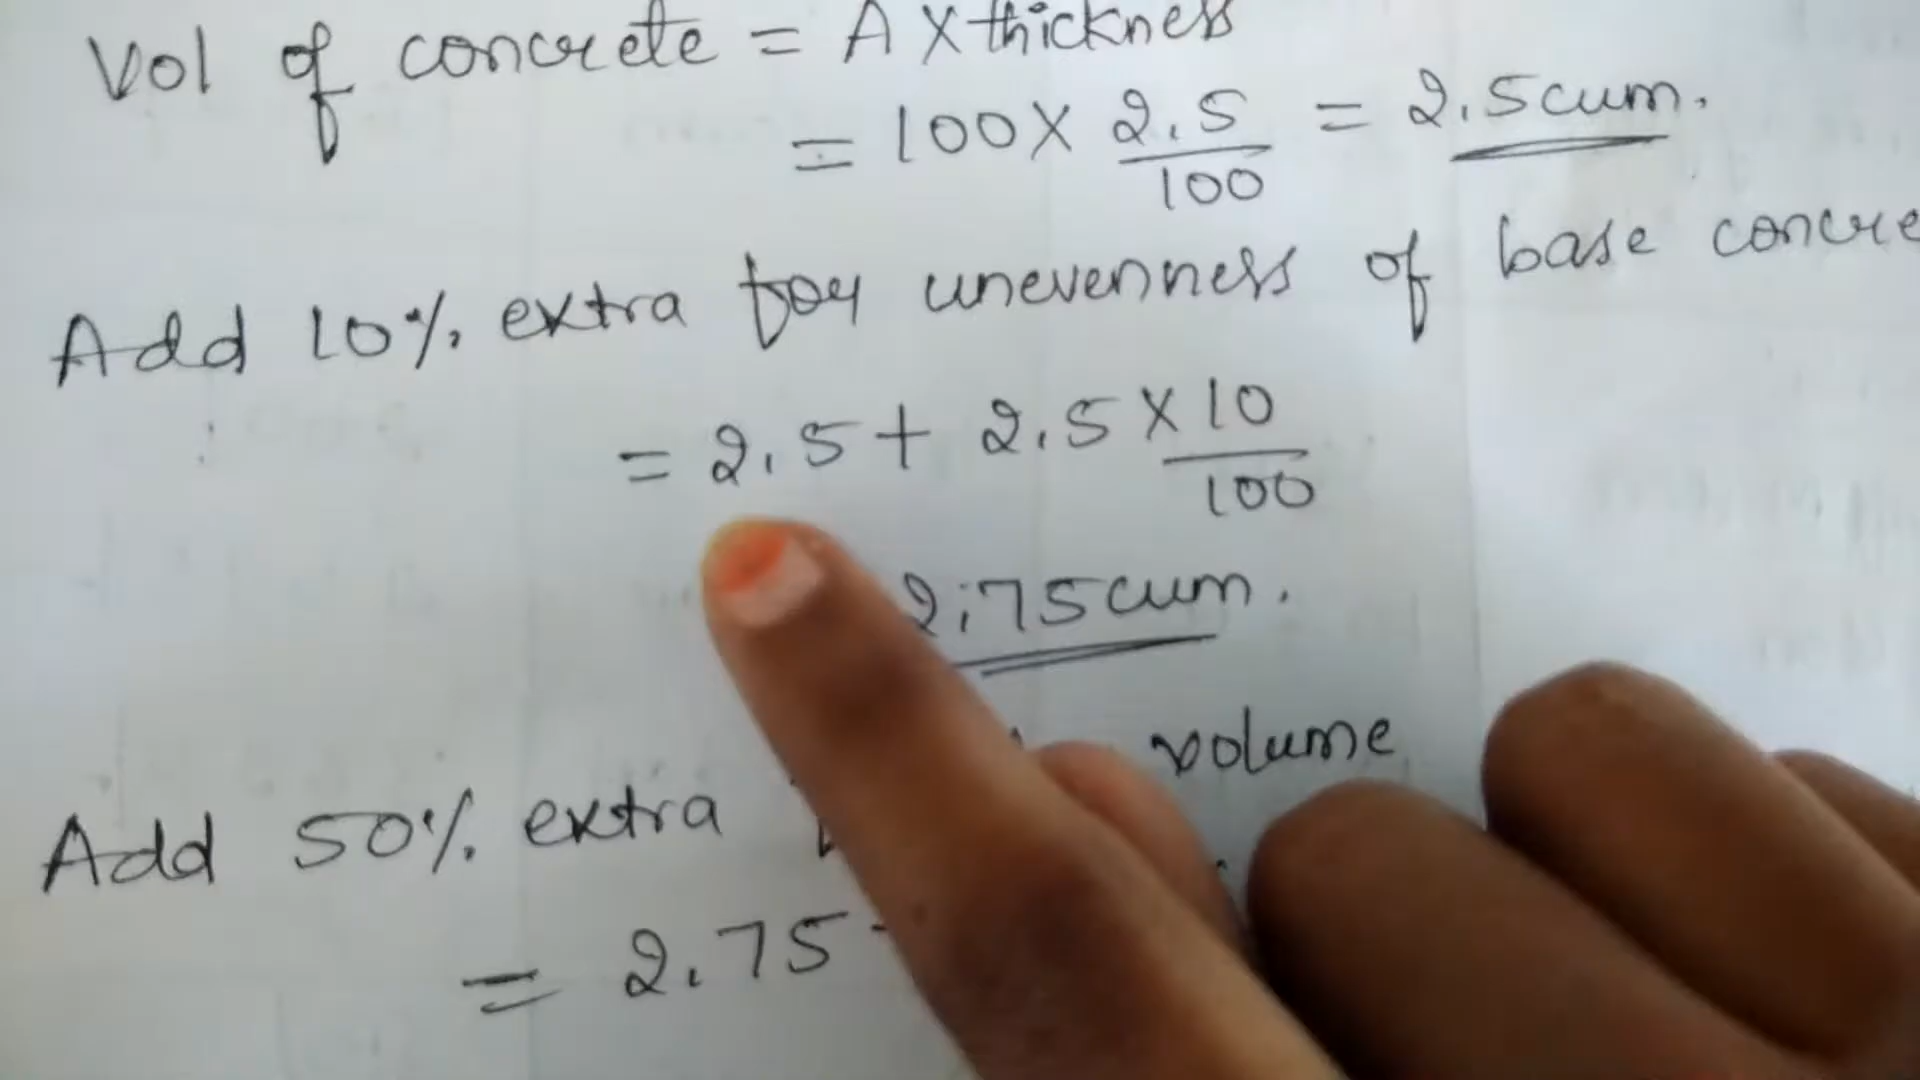 Vol of concrete = A X thickness
= 100 X 2.5/100 = 2.5 cum.
Add 10% extra for unevenness of base concre
= 2.5 + 2.5 X 10/100
2.75 cum.
Add 50% extra volume
= 2.75